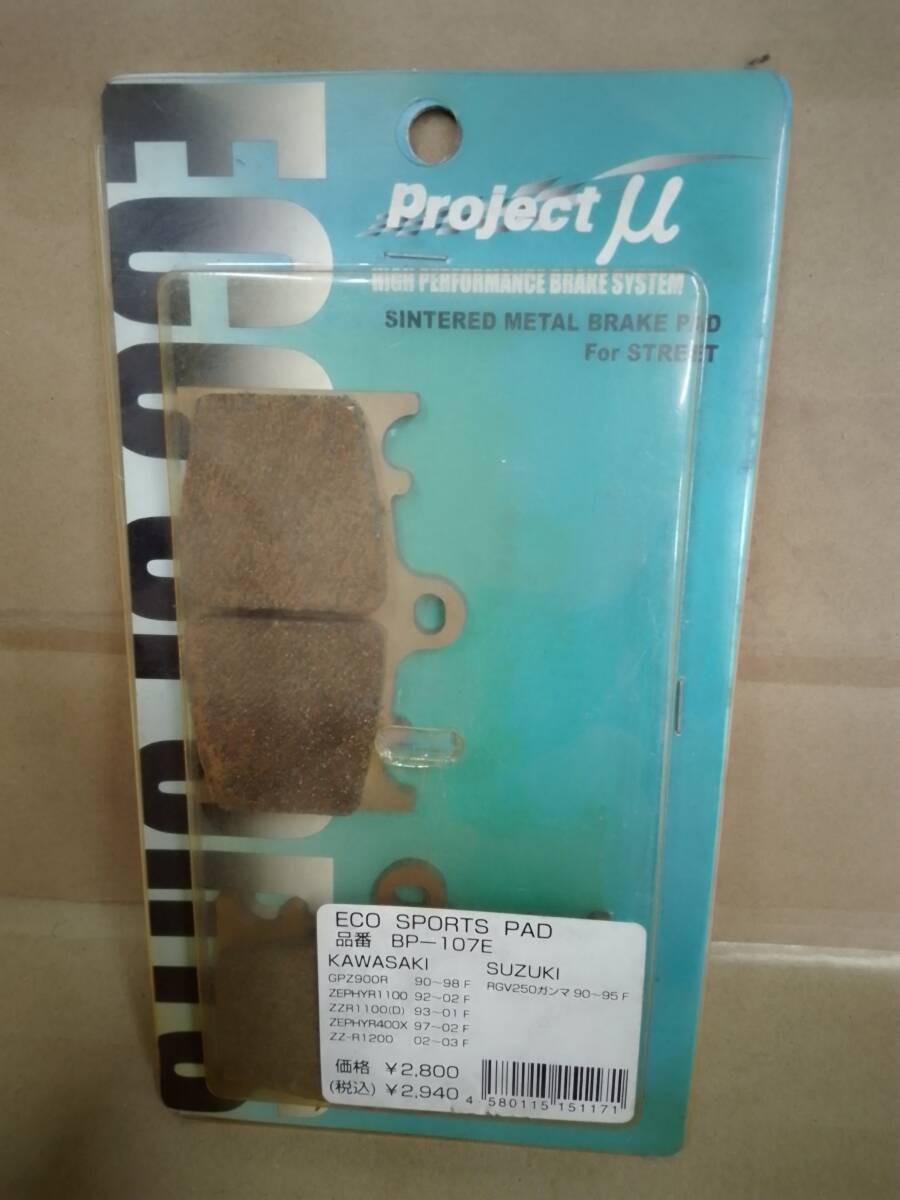 Project μ
HIGH PERFORMANCE BRAKE SYSTEM
SINTERED METAL BRAKE PAD
For STREET
ECO SPORTS PAD
品番 BP-107E
KAWASAKI
GPZ900R 90~98 F
ZEPHYR1100 92~02 F
ZZR1100(D) 93~01 F
ZEPHYR400X 97~02 F
ZZ-R1200 02~03 F
SUZUKI
RGV250ガンマ 90~95 F
価格 ¥2,800
(税込) ¥2,940
4 580115 151171